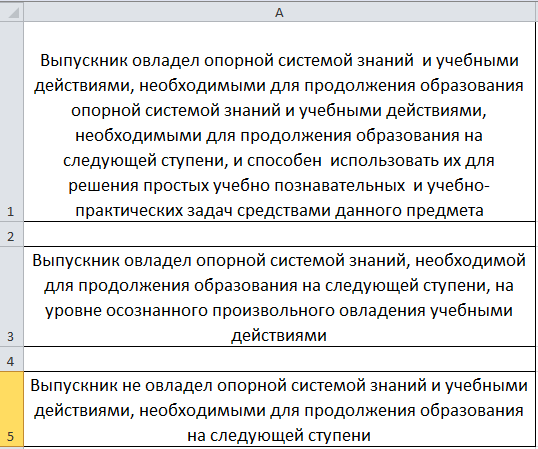 A
Выпускник овладел опорной системой знаний  и учебными
действиями, необходимыми для продолжения образования
опорной системой знаний и учебными действиями,
необходимыми для продолжения образования на
следующей ступени, и способен  использовать их для
решения простых учебно познавательных  и учебно-
практических задач средствами данного предмета
1
2
Выпускник овладел опорной системой знаний, необходимой
для продолжения образования на следующей ступени, на
уровне осознанного произвольного овладения учебными
действиями
3
4
Выпускник не овладел опорной системой знаний и учебными
действиями, необходимыми для продолжения образования
на следующей ступени
5